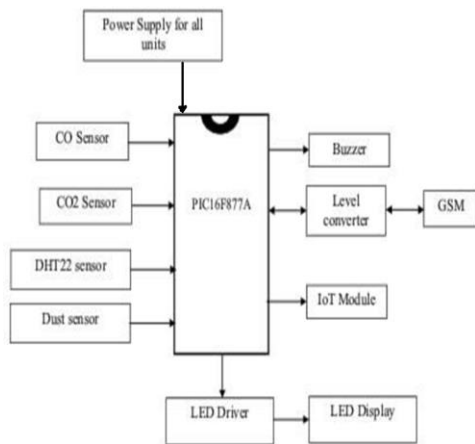 Power Supply for all
units
CO Sensor
CO2 Sensor
DHT22 sensor
Dust sensor
PIC16F877A
Buzzer
Level
converter
GSM
IoT Module
LED Driver
LED Display